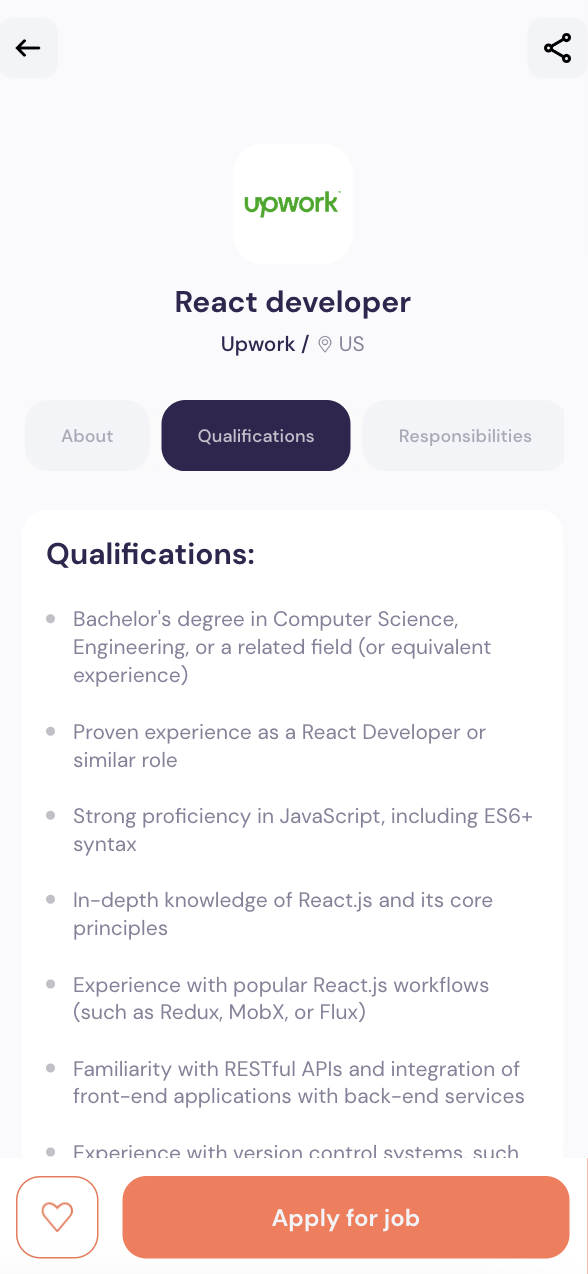 upwork
React developer
Upwork / US
About
Qualifications
Responsibilities
Qualifications:
Bachelor's degree in Computer Science,
Engineering, or a related field (or equivalent
experience)
Proven experience as a React Developer or
similar role
Strong proficiency in JavaScript, including ES6+
syntax
In-depth knowledge of React.js and its core
principles
Experience with popular React.js workflows
(such as Redux, MobX, or Flux)
Familiarity with RESTful APIs and integration of
front-end applications with back-end services
Experience with version control systems, such
Apply for job